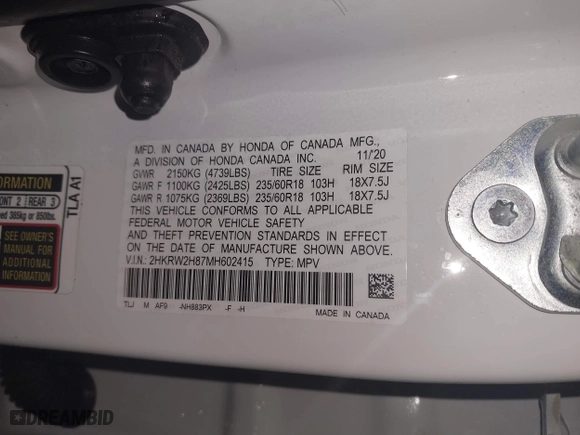 MFD. IN CANADA BY HONDA OF CANADA MFG.,
A DIVISION OF HONDA CANADA INC. 11/20
GVWR 2150KG (4739LBS) TIRE SIZE RIM SIZE
GAWR F 1100KG (2425LBS) 235/60R18 103H 18X7.5J
GAWR R 1075KG (2369LBS) 235/60R18 103H 18X7.5J
THIS VEHICLE CONFORMS TO ALL APPLICABLE
FEDERAL MOTOR VEHICLE SAFETY
AND THEFT PREVENTION STANDARDS IN EFFECT
ON THE DATE OF MANUFACTURE SHOWN ABOVE.
V.I.N.: 2HKRW2H87MH602415 TYPE: MPV
TLJ M AF9 -NH883PX -F -H
MADE IN CANADA
ORMATION
ONT 2 REAR 3
ed 385kg or 850lbs.
SEE OWNER'S
MANUAL FOR
ADDITIONAL
INFORMATION
TLA A1
DREAMBID